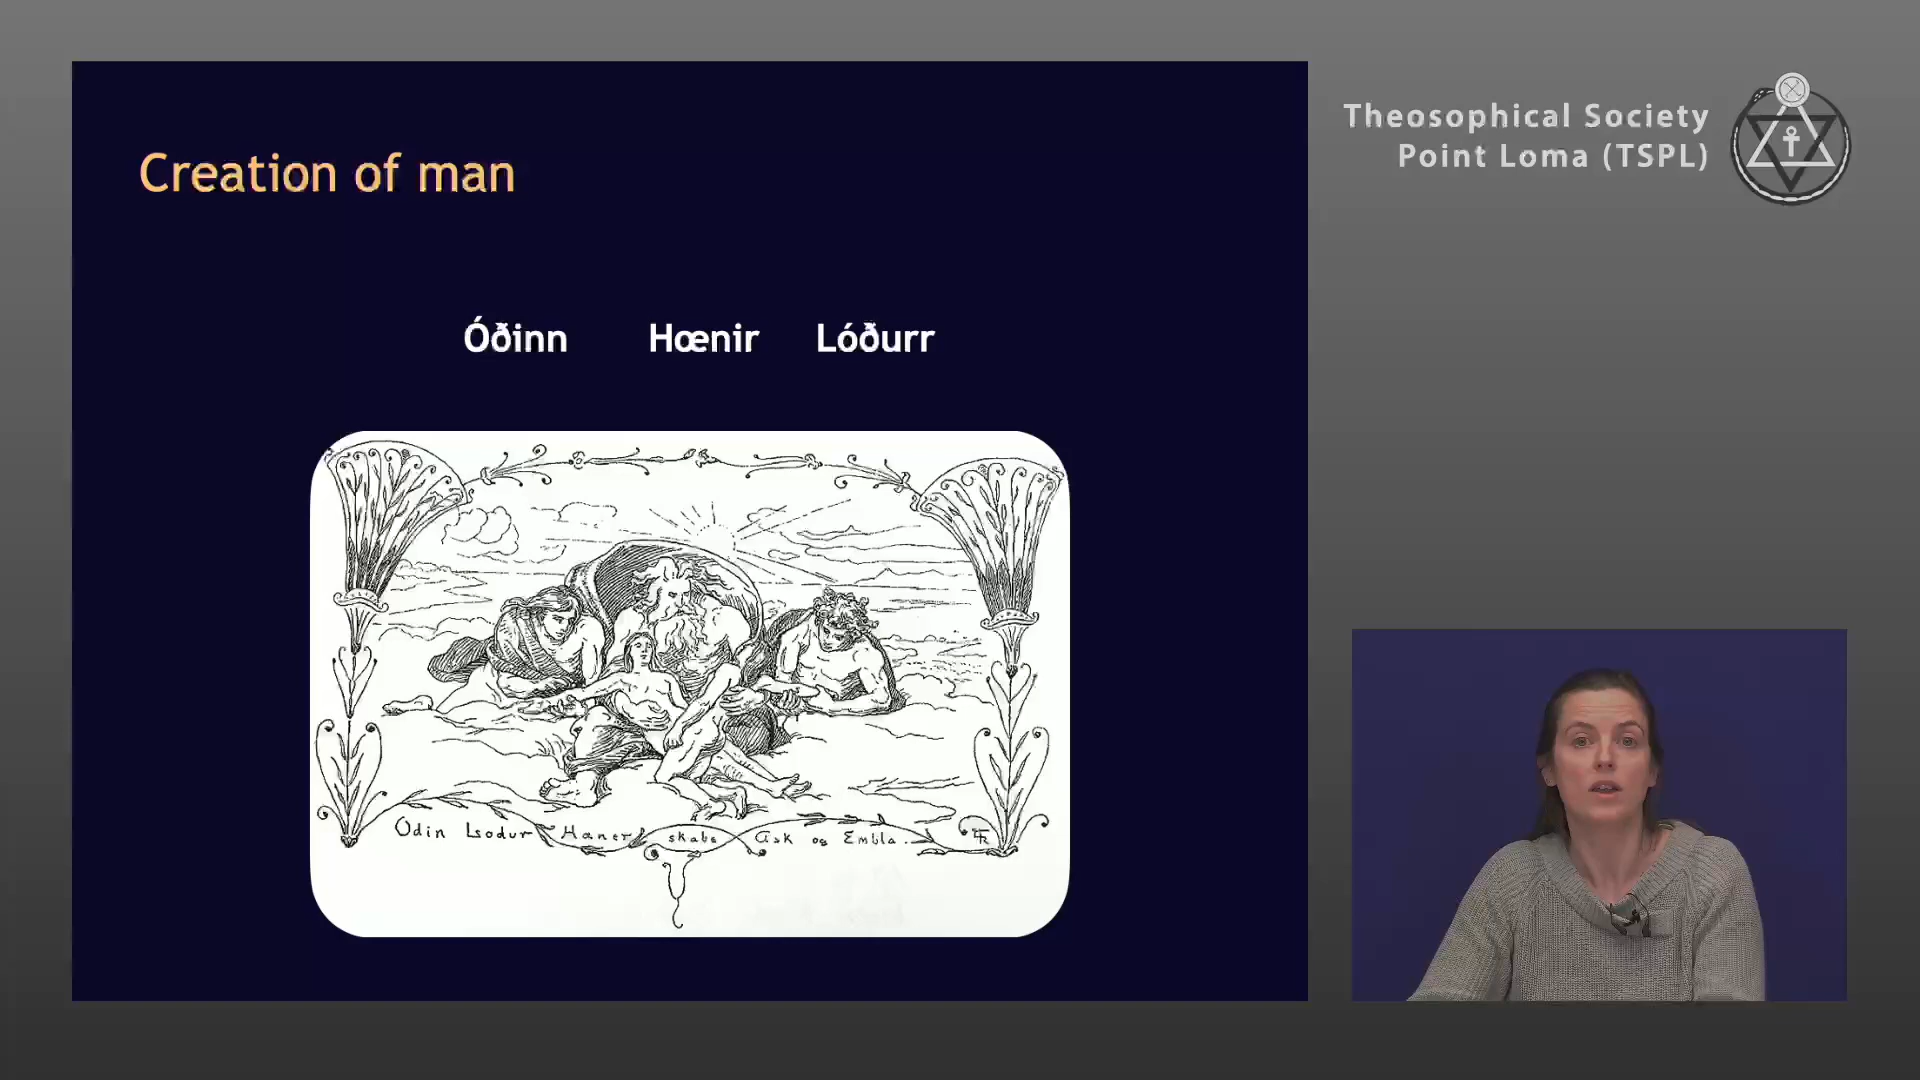 Theosophical Society
Point Loma (TSPL)
Creation of man
Óðinn Hœnir Lóðurr
Odin Lodur Hæner skabe Ask og Embla.